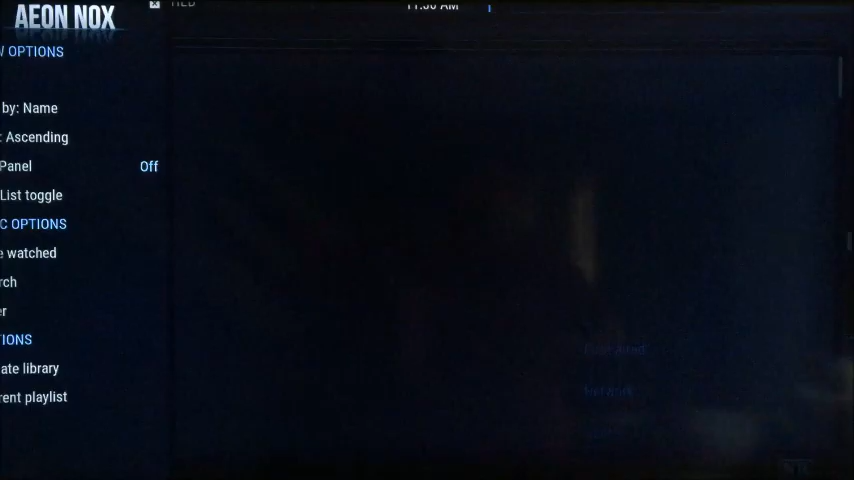 AEON NOX
OPTIONS
by: Name
: Ascending
Panel Off
List toggle
C OPTIONS
e watched
rch
er
IONS
ate library
rent playlist